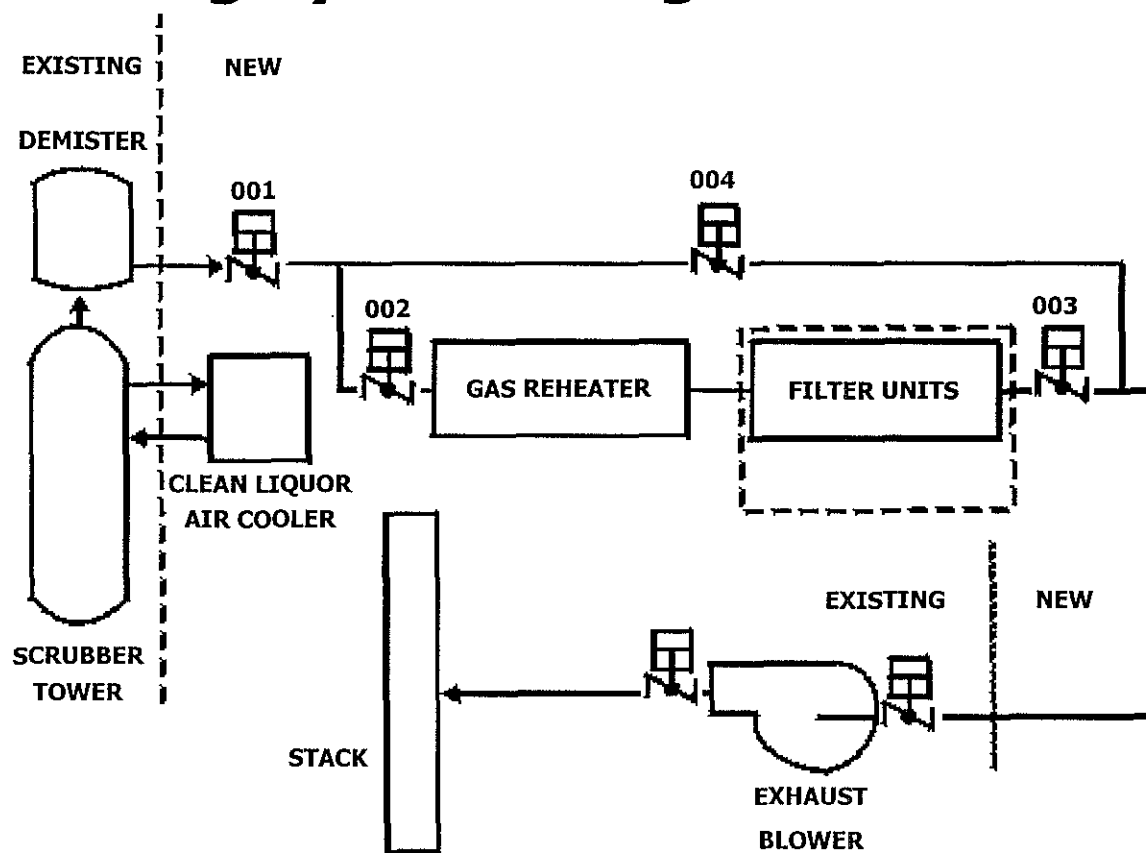 EXISTING
NEW
DEMISTER
001
004
002
003
GAS REHEATER
FILTER UNITS
CLEAN LIQUOR
AIR COOLER
EXISTING
NEW
SCRUBBER
TOWER
STACK
EXHAUST
BLOWER